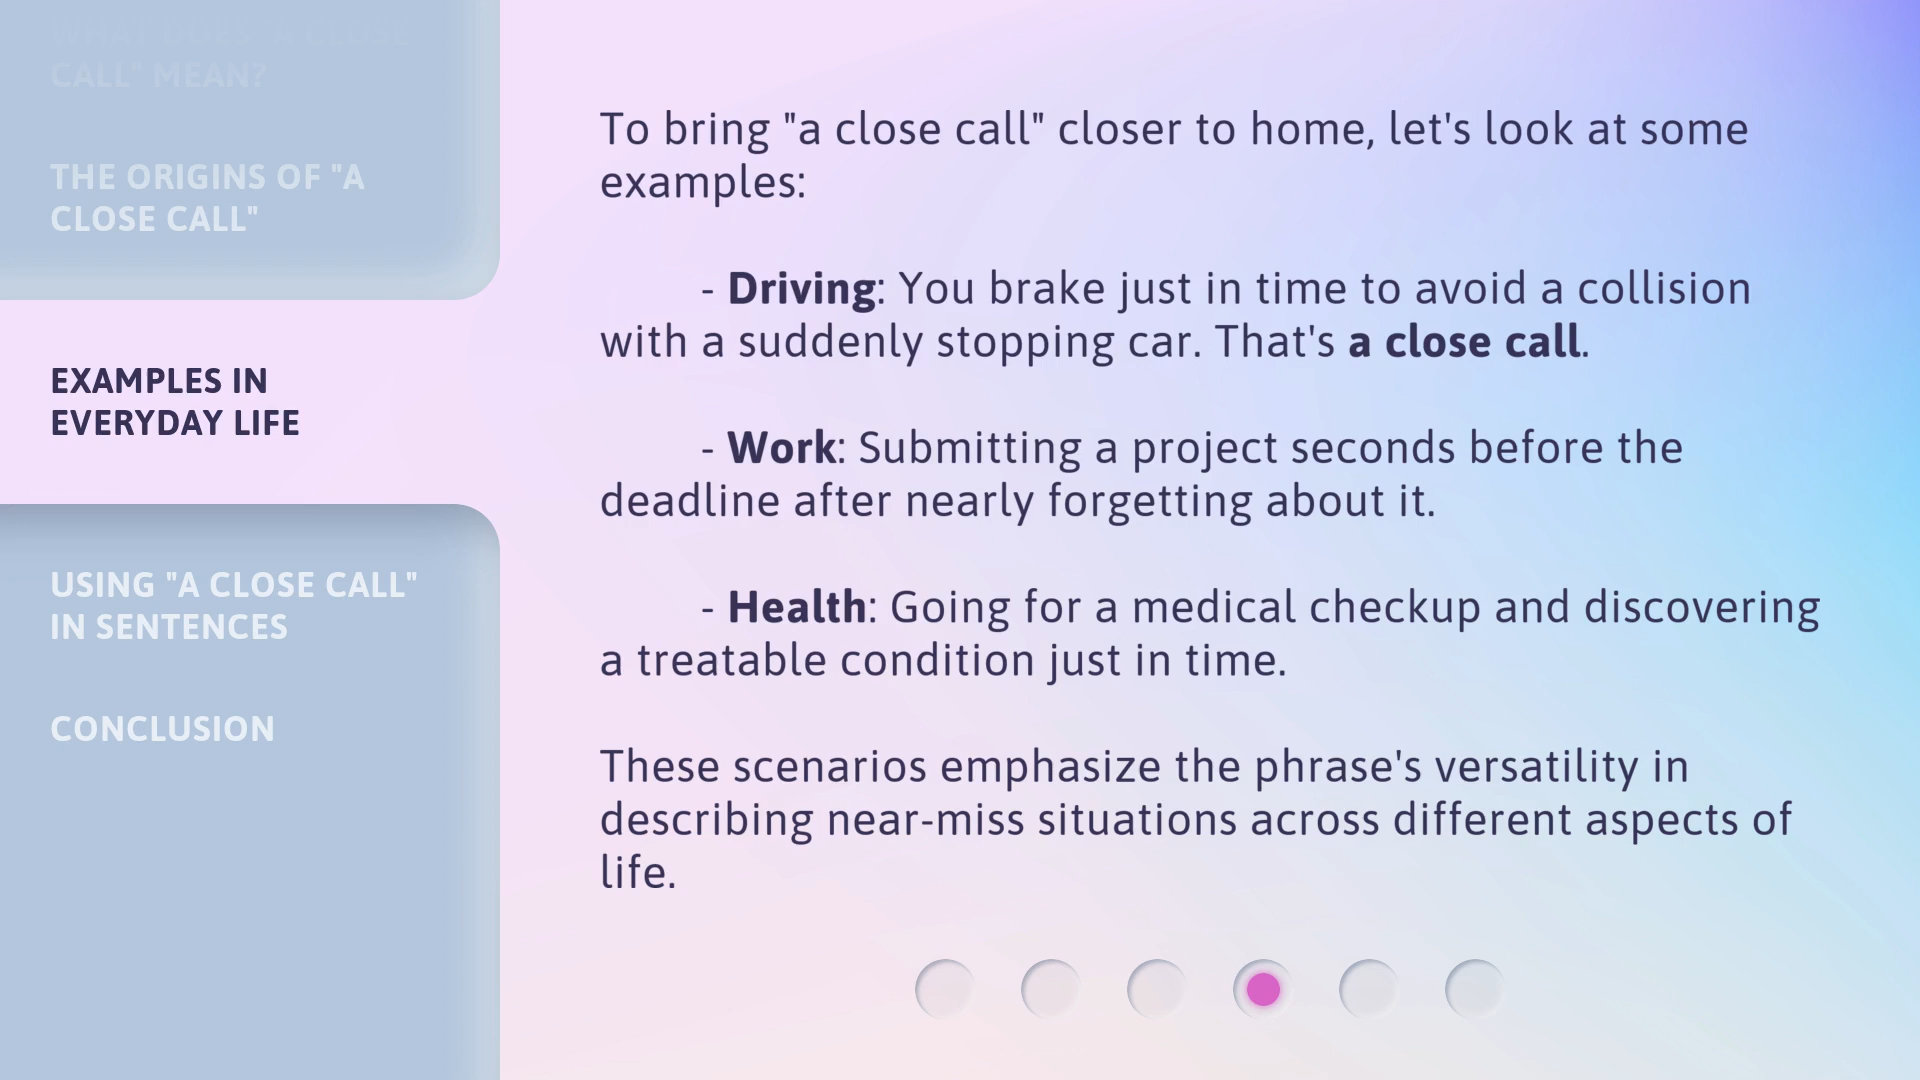 WHAT DOES "A CLOSE
CALL" MEAN?
THE ORIGINS OF "A
CLOSE CALL"
EXAMPLES IN
EVERYDAY LIFE
USING "A CLOSE CALL"
IN SENTENCES
CONCLUSION
To bring "a close call" closer to home, let's look at some
examples:
- Driving: You brake just in time to avoid a collision
with a suddenly stopping car. That's a close call.
- Work: Submitting a project seconds before the
deadline after nearly forgetting about it.
- Health: Going for a medical checkup and discovering
a treatable condition just in time.
These scenarios emphasize the phrase's versatility in
describing near-miss situations across different aspects of
life.